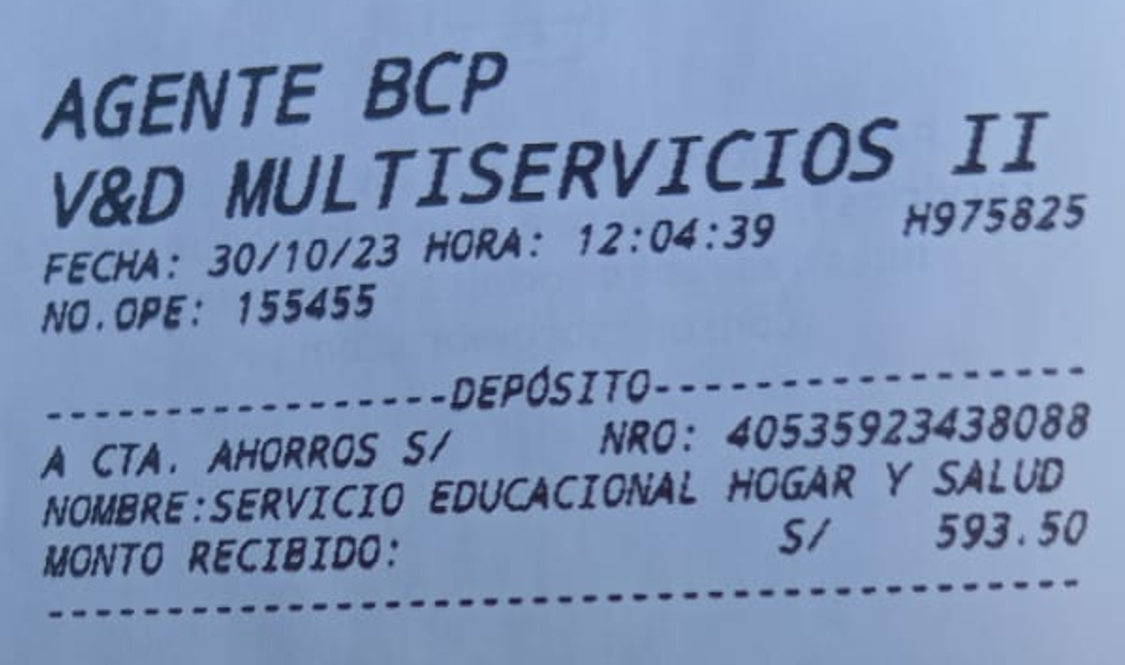 AGENTE BCP
V&D MULTISERVICIOS II
FECHA: 30/10/23 HORA: 12:04:39 H975825
NO.OPE: 155455
-----------------DEPÓSITO-----------------
A CTA. AHORROS S/ NRO: 40535923438088
NOMBRE:SERVICIO EDUCACIONAL HOGAR Y SALUD
MONTO RECIBIDO: S/ 593.50
------------------------------------------